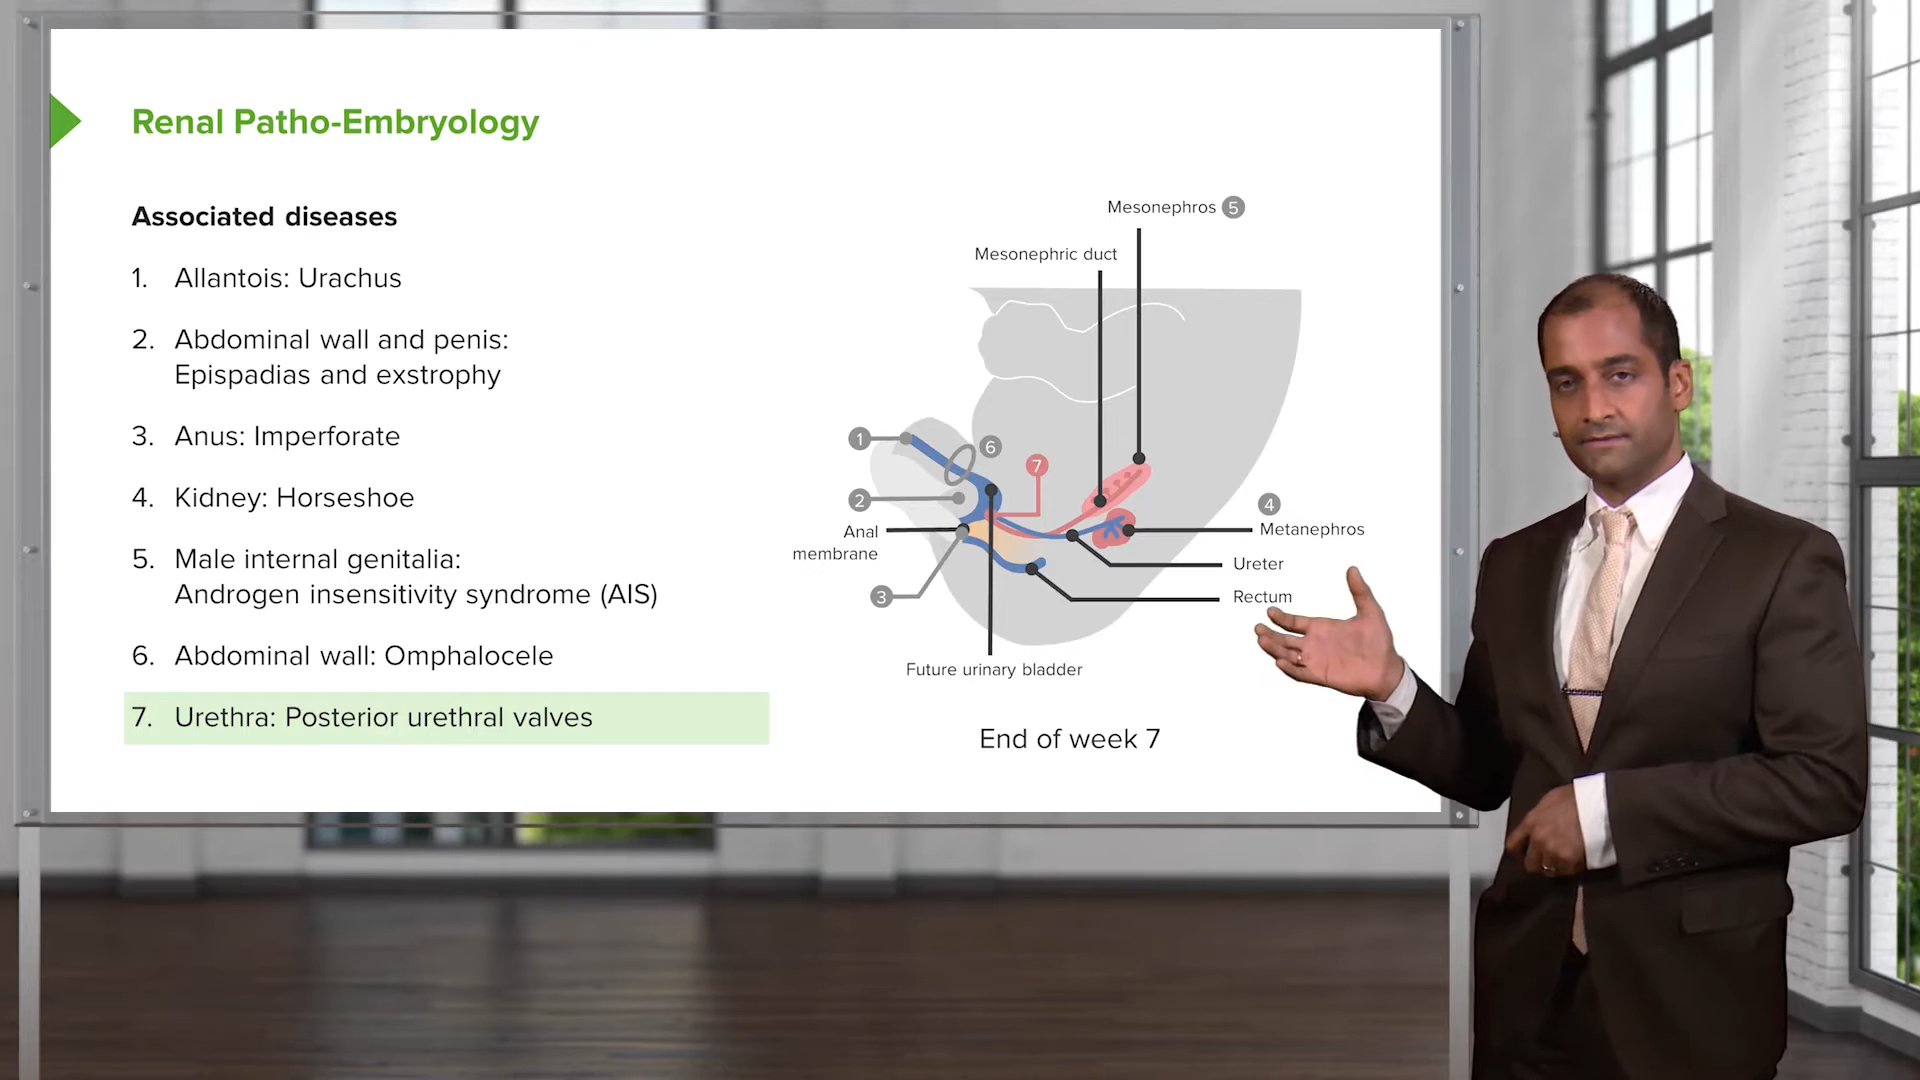 Renal Patho-Embryology
Associated diseases
1. Allantois: Urachus
2. Abdominal wall and penis:
Epispadias and exstrophy
3. Anus: Imperforate
4. Kidney: Horseshoe
5. Male internal genitalia:
Androgen insensitivity syndrome (AIS)
6. Abdominal wall: Omphalocele
7. Urethra: Posterior urethral valves
Mesonephros 5
Mesonephric duct
1
6
7
2
4
Anal
membrane
Metanephros
Ureter
3
Rectum
Future urinary bladder
End of week 7